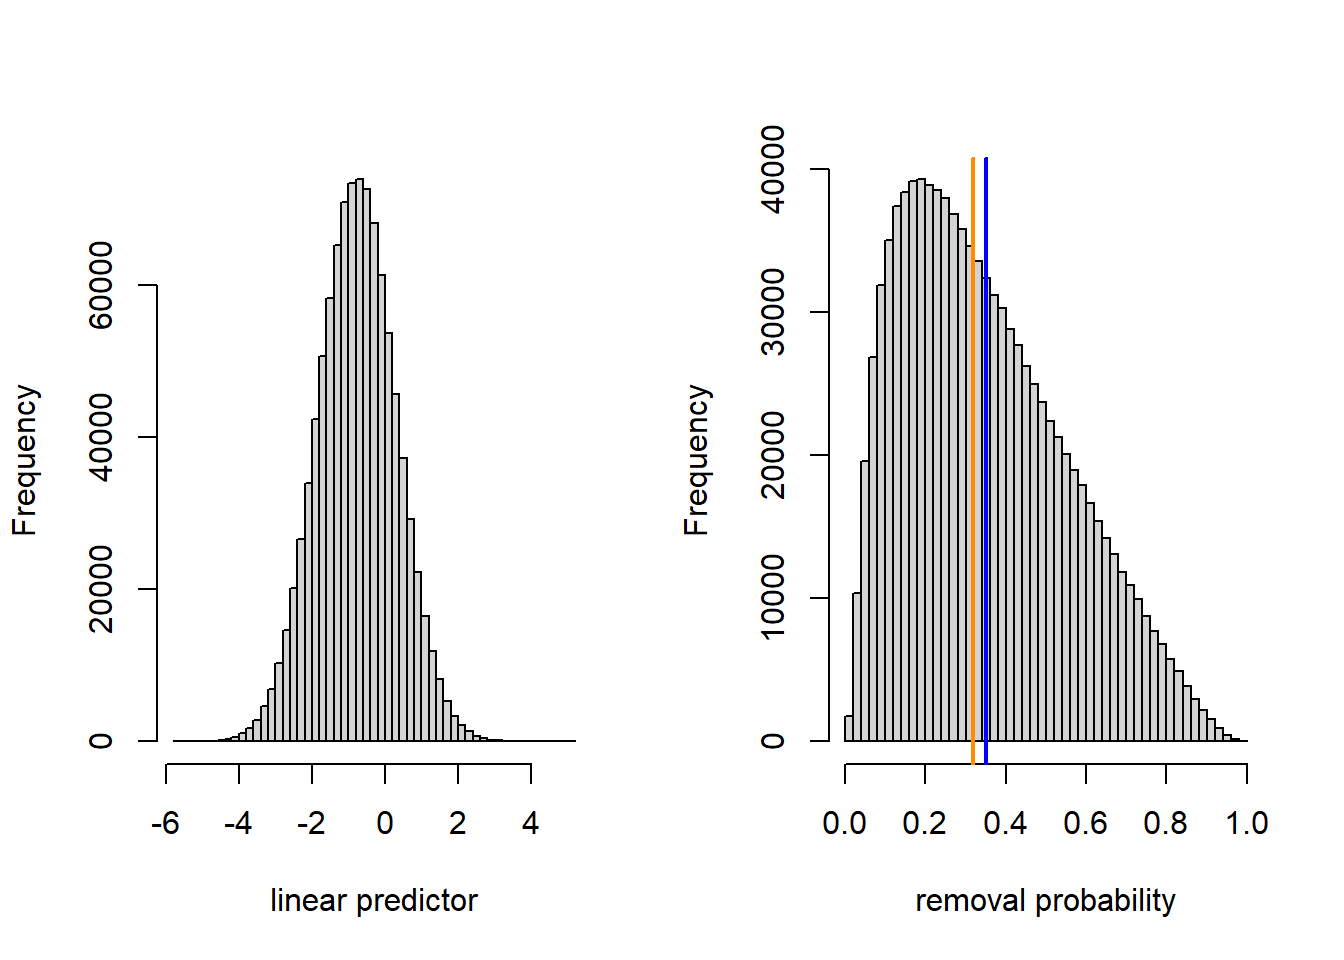 Frequency
0 20000 40000 60000
-6 -4 -2 0 2 4
linear predictor
Frequency
0 10000 20000 30000 40000
0.0 0.2 0.4 0.6 0.8 1.0
removal probability